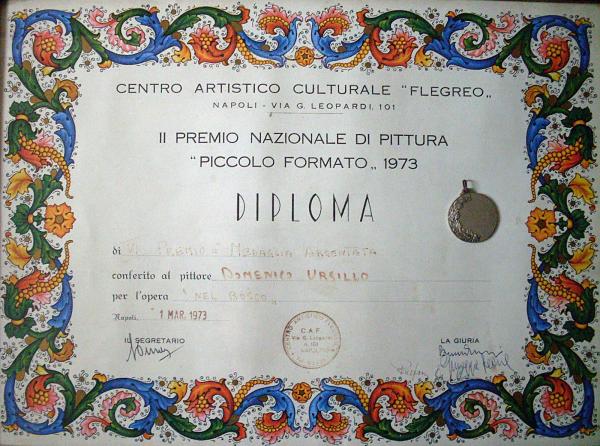 CENTRO ARTISTICO CULTURALE "FLEGREO„
NAPOLI - VIA G. LEOPARDI, 101
II PREMIO NAZIONALE DI PITTURA
"PICCOLO FORMATO„ 1973
DIPLOMA
di VI PREMIO = MEDAGLIA ARGENTATA
conferito al pittore DOMENICO URSILLO
per l'opera "NEL BOSCO„
Napoli, 1 MAR. 1973
IL SEGRETARIO
LA GIURIA
CENTRO ARTISTICO
C.A.F.
Via G. Leopardi
n. 101
NAPOLI